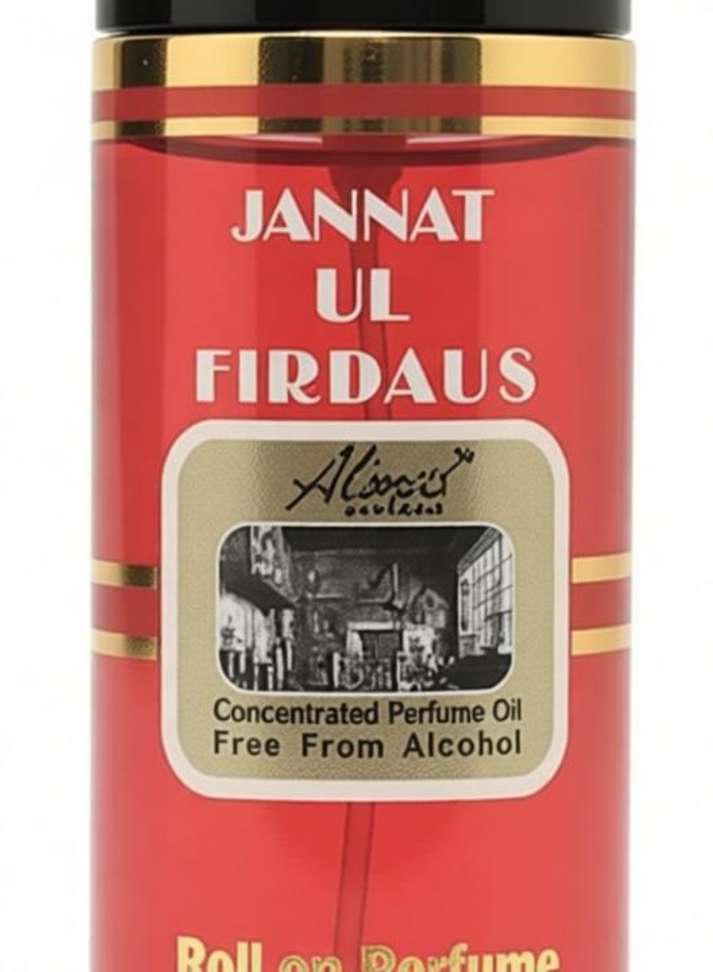 JANNAT
UL
FIRDAUS
Concentrated Perfume Oil
Free From Alcohol
Roll on Perfume